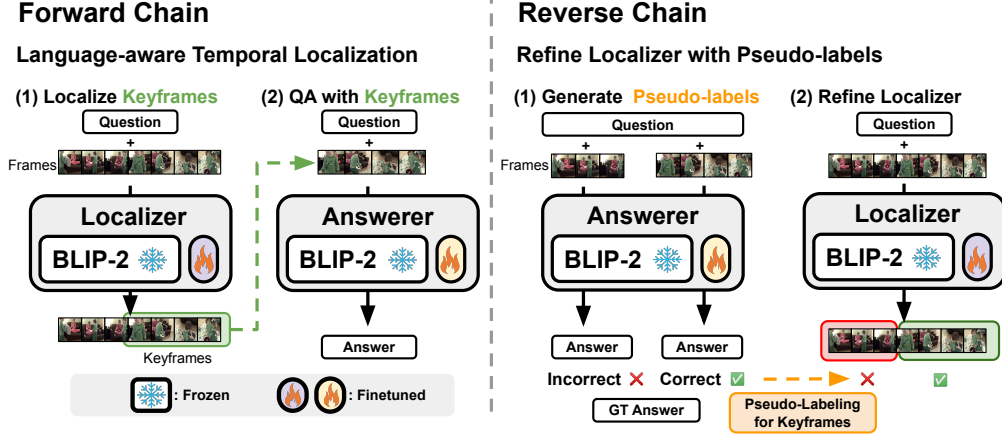 Forward Chain
Language-aware Temporal Localization
(1) Localize Keyframes
Question
+
Frames
Localizer
BLIP-2
Keyframes
(2) QA with Keyframes
Question
+
Answerer
BLIP-2
Answer
: Frozen
: Finetuned
Reverse Chain
Refine Localizer with Pseudo-labels
(1) Generate Pseudo-labels
Question
+ +
Frames
Answerer
BLIP-2
Answer Answer
Incorrect Correct
GT Answer
Pseudo-Labeling
for Keyframes
(2) Refine Localizer
Question
+
Localizer
BLIP-2